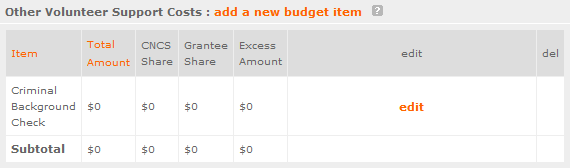 Other Volunteer Support Costs : add a new budget item ?
Item Total Amount CNCS Share Grantee Share Excess Amount edit del
Criminal Background Check $0 $0 $0 $0 edit
Subtotal $0 $0 $0 $0